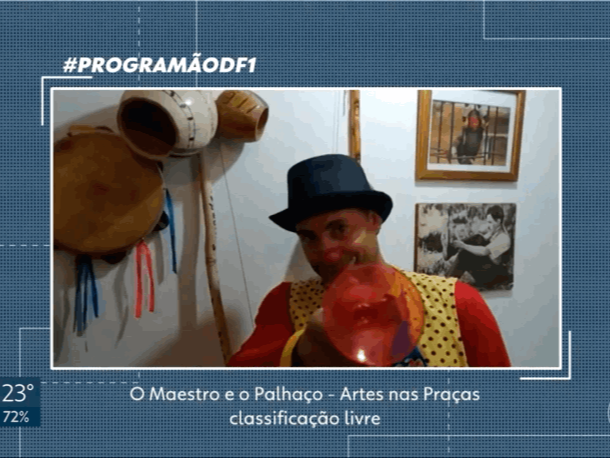 #PROGRAMÃODF1
23°
72%
O Maestro e o Palhaço - Artes nas Praças
classificação livre